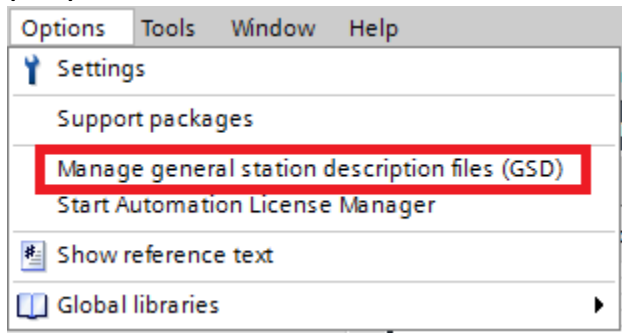 Options Tools Window Help
Settings
Support packages
Manage general station description files (GSD)
Start Automation License Manager
Show reference text
Global libraries